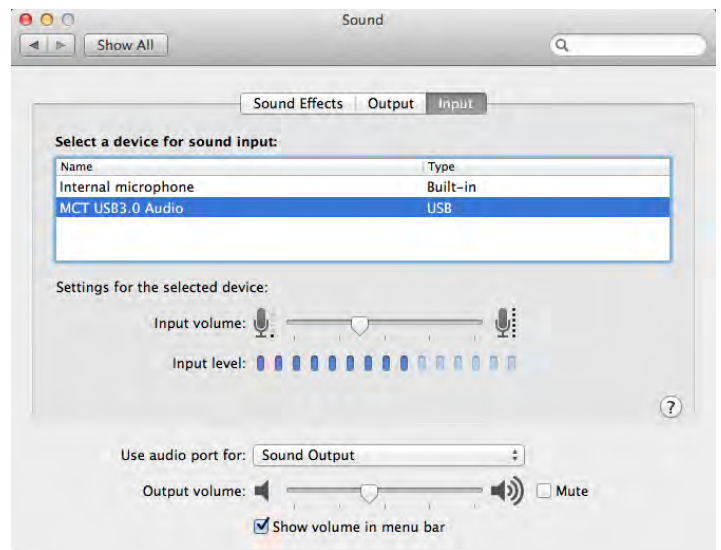 Sound
Show All
Sound Effects Output Input
Select a device for sound input:
Name Type
Internal microphone Built-in
MCT USB3.0 Audio USB
Settings for the selected device:
Input volume:
Input level:
?
Use audio port for: Sound Output
Output volume: Mute
Show volume in menu bar